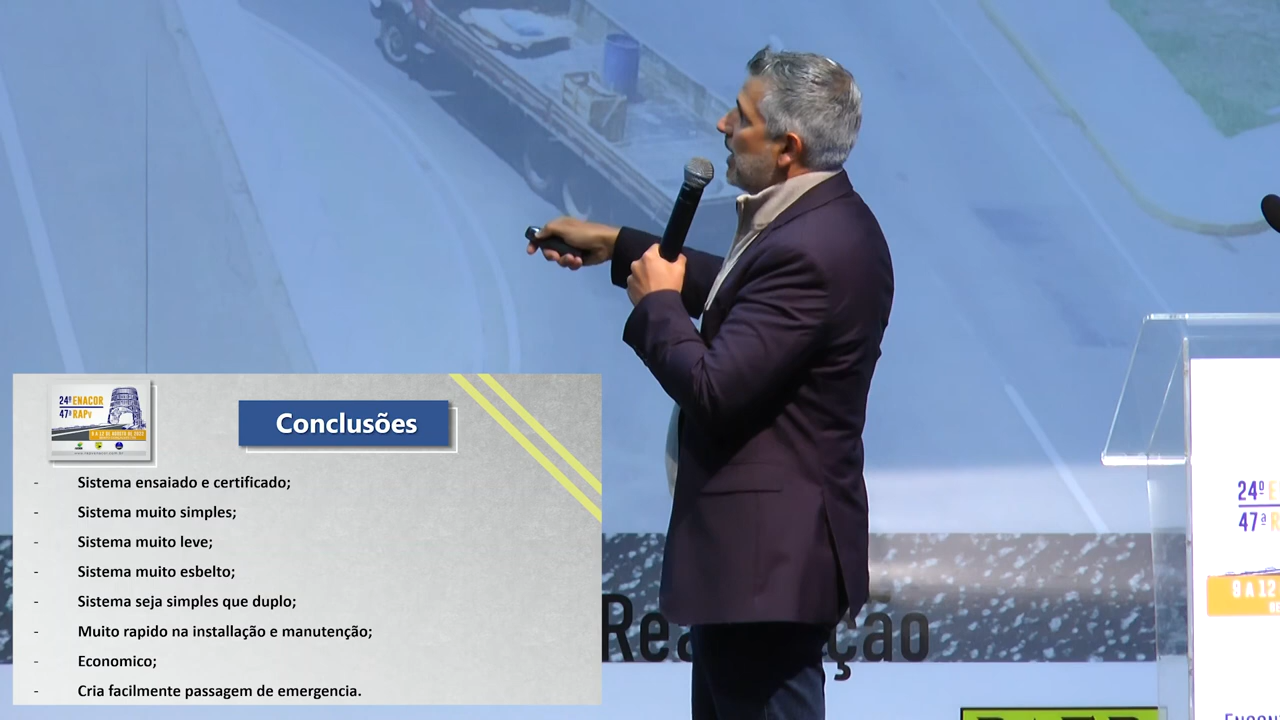 24º ENACOR
47ª RAPv
Conclusões
- Sistema ensaiado e certificado;
- Sistema muito simples;
- Sistema muito leve;
- Sistema muito esbelto;
- Sistema seja simples que duplo;
- Muito rapido na installação e manutenção;
- Economico;
- Cria facilmente passagem de emergencia.
24º E
47ª R
9 A 12